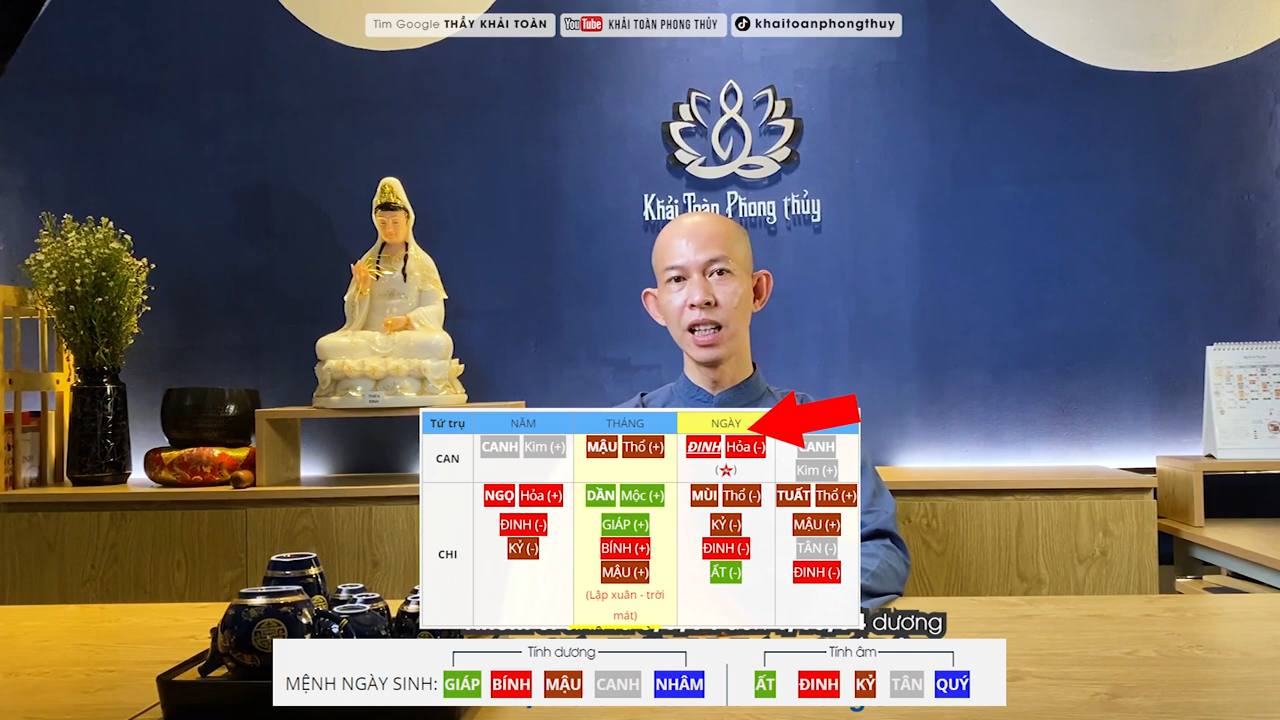 Tìm Google THẦY KHẢI TOÀN
YouTube KHẢI TOÀN PHONG THỦY
khaitoanphongthuy
Khải Toàn Phong thủy
Tứ trụ NĂM THÁNG NGÀY
CAN CANH Kim (+) MẬU Thổ (+) ĐINH Hỏa (-) CANH
(☆) Kim (+)
NGỌ Hỏa (+) DẦN Mộc (+) MÙI Thổ (-) TUẤT Thổ (+)
ĐINH (-) GIÁP (+) KỶ (-) MẬU (+)
CHI KỶ (-) BÍNH (+) ĐINH (-) TÂN (-)
MẬU (+) ẤT (-) ĐINH (-)
(Lập xuân - trời
mát)
dương
Tính dương Tính âm
MỆNH NGÀY SINH: GIÁP BÍNH MẬU CANH NHÂM ẤT ĐINH KỶ TÂN QUÝ